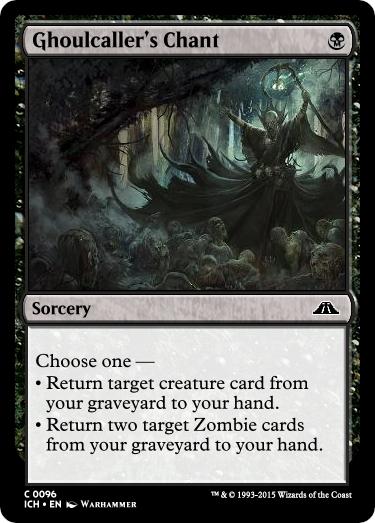 Ghoulcaller's Chant
Sorcery
Choose one —
• Return target creature card from
your graveyard to your hand.
• Return two target Zombie cards
from your graveyard to your hand.
C 0096
ICH • EN Warhammer
™ & © 1993-2015 Wizards of the Coast